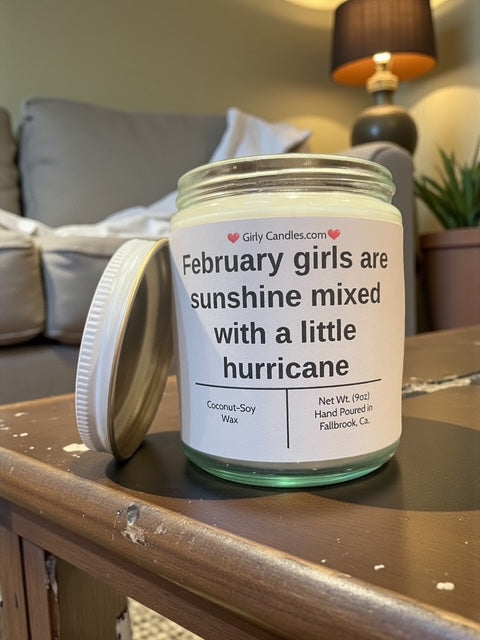 Girly Candles.com
February girls are
sunshine mixed
with a little
hurricane
Coconut-Soy
Wax
Net Wt. (9oz)
Hand Poured in
Fallbrook, Ca.